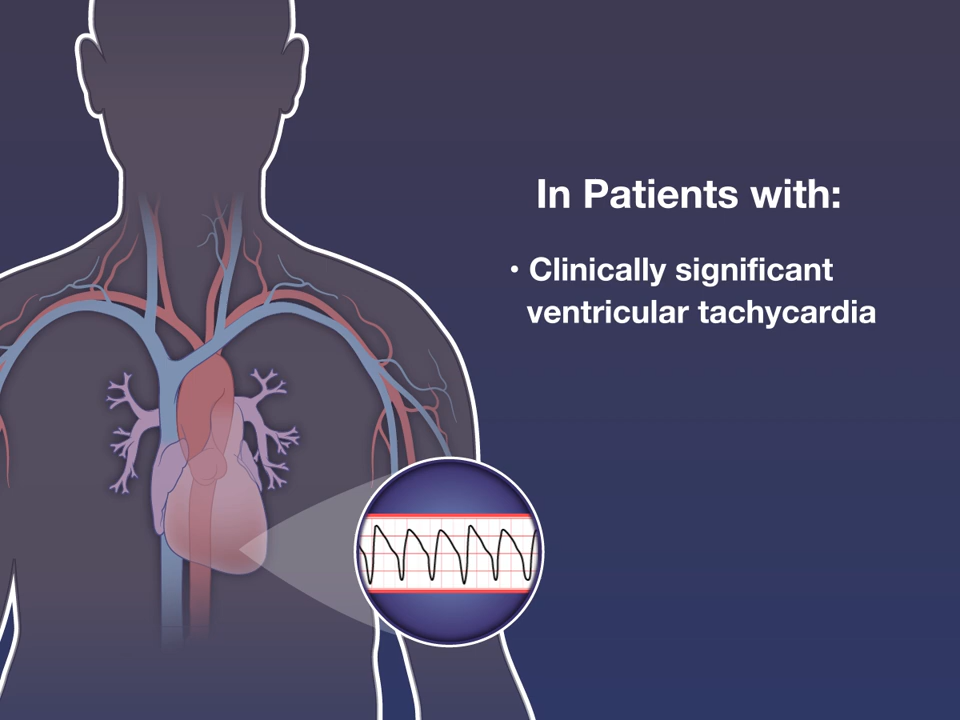 In Patients with:
• Clinically significant
ventricular tachycardia